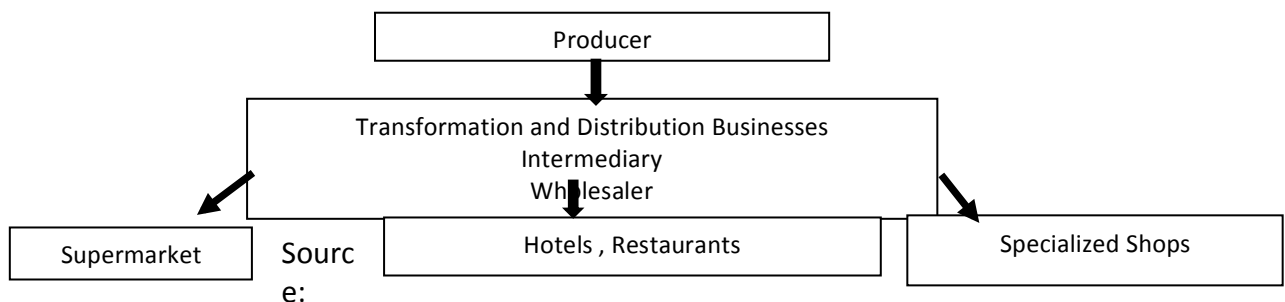 Producer
Transformation and Distribution Businesses
Intermediary
Wholesaler
Supermarket
Sourc
e:
Hotels , Restaurants
Specialized Shops